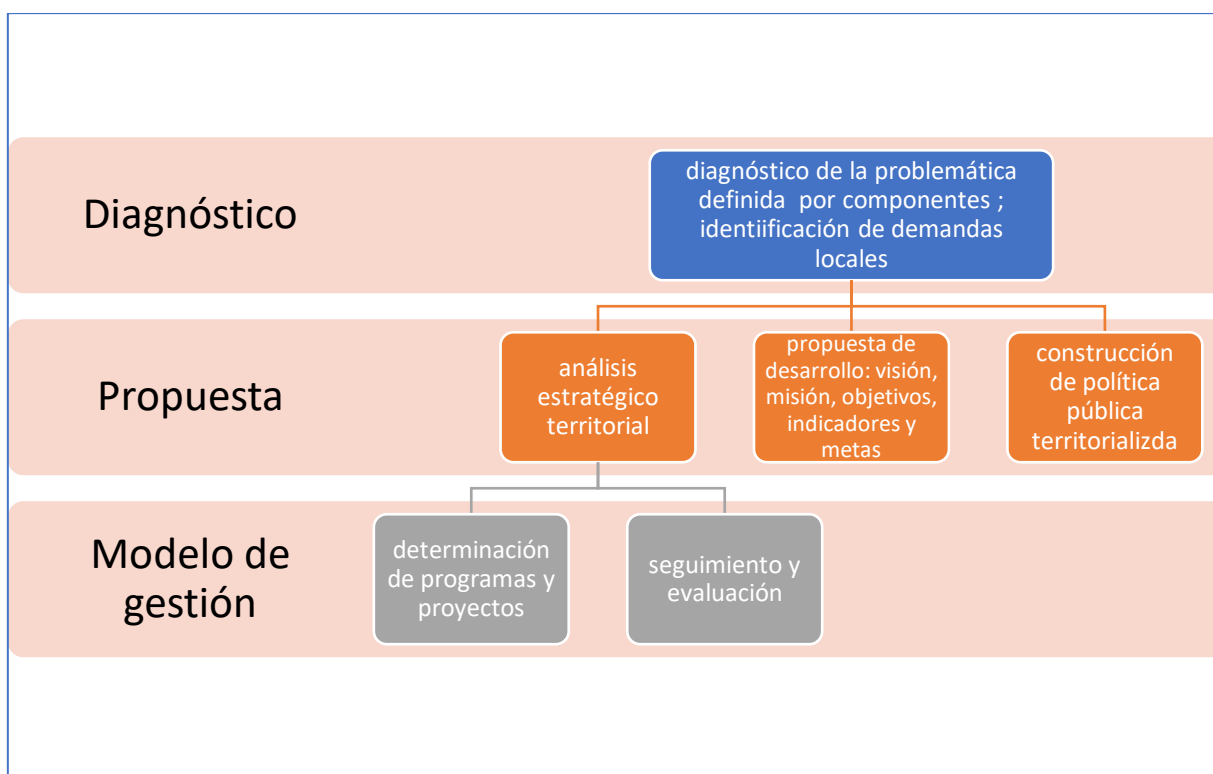 Diagnóstico
diagnóstico de la problemática
definida por componentes ;
identiificación de demandas
locales
Propuesta
análisis
estratégico
territorial
propuesta de
desarrollo: visión,
misión, objetivos,
indicadores y
metas
construcción
de política
pública
territorializda
Modelo de
gestión
determinación
de programas y
proyectos
seguimiento y
evaluación